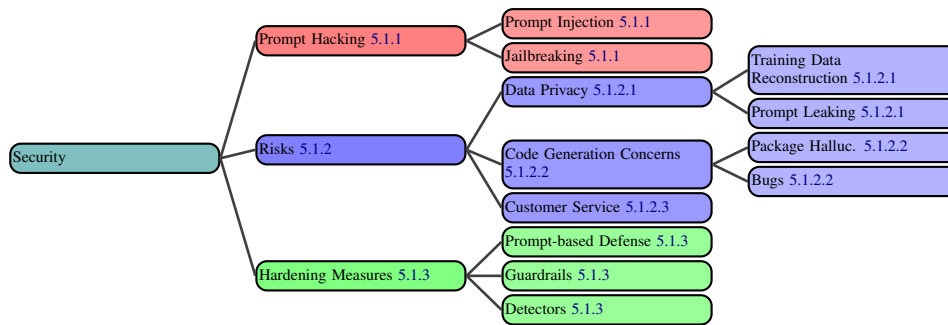 Prompt Injection 5.1.1
Prompt Hacking 5.1.1
Jailbreaking 5.1.1
Training Data
Reconstruction 5.1.2.1
Data Privacy 5.1.2.1
Prompt Leaking 5.1.2.1
Security
Risks 5.1.2
Code Generation Concerns
5.1.2.2
Package Halluc. 5.1.2.2
Bugs 5.1.2.2
Customer Service 5.1.2.3
Prompt-based Defense 5.1.3
Hardening Measures 5.1.3
Guardrails 5.1.3
Detectors 5.1.3